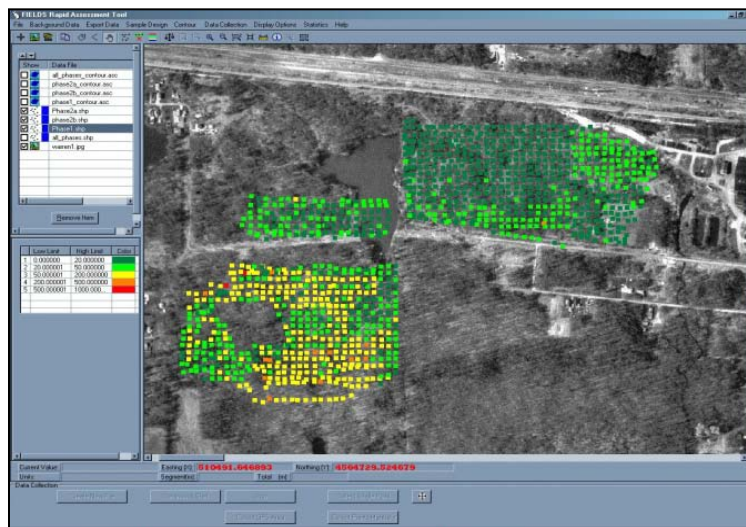 FIELDS Rapid Assessment Tool
File Background Data Export Data Sample Design Contour Data Collection Display Options Statistics Help
Show Data File
all_phases_contour.asc
phase2a_contour.asc
phase2b_contour.asc
phase1_contour.asc
Phase2a.shp
phase2b.shp
Phase1.shp
all_phases.shp
warren1.jpg
Remove Item
Low Limit High Limit Color
1 0.000000 20.000000
2 20.000001 50.000000
3 50.000001 200.000000
4 200.000001 500.000000
5 500.000001 1000.000...
Current Value: Easting (X): 510491.646893 Northing (Y): 4564729.524679
Units: Segment(m): Total (m):
Data Collection